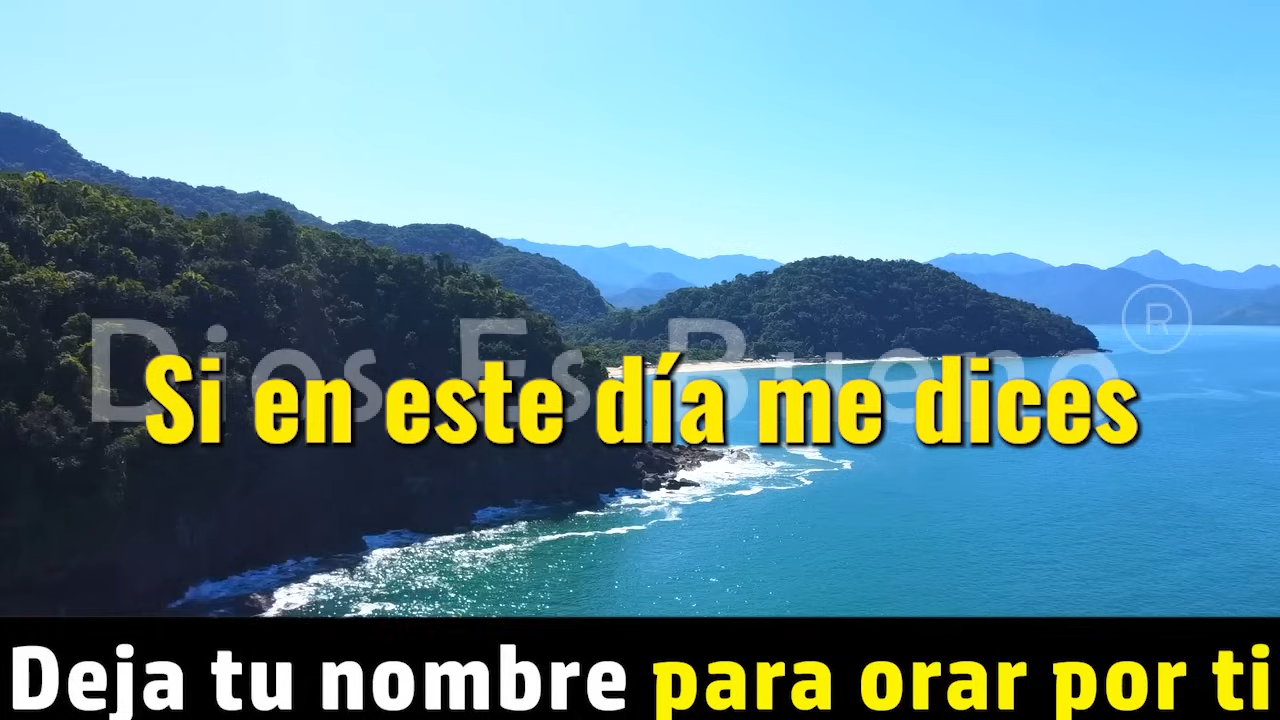 Dios Es Bueno ®
Si en este día me dices
Deja tu nombre para orar por ti